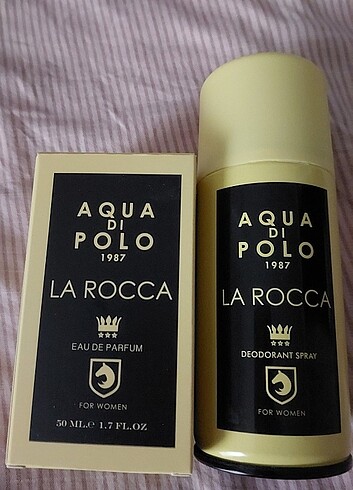 AQUA
DI
POLO
1987
LA ROCCA
EAU DE PARFUM
FOR WOMEN
50 ML.℮ 1.7 FL.OZ
AQUA
DI
POLO
1987
LA ROCCA
DEODORANT SPRAY
FOR WOMEN